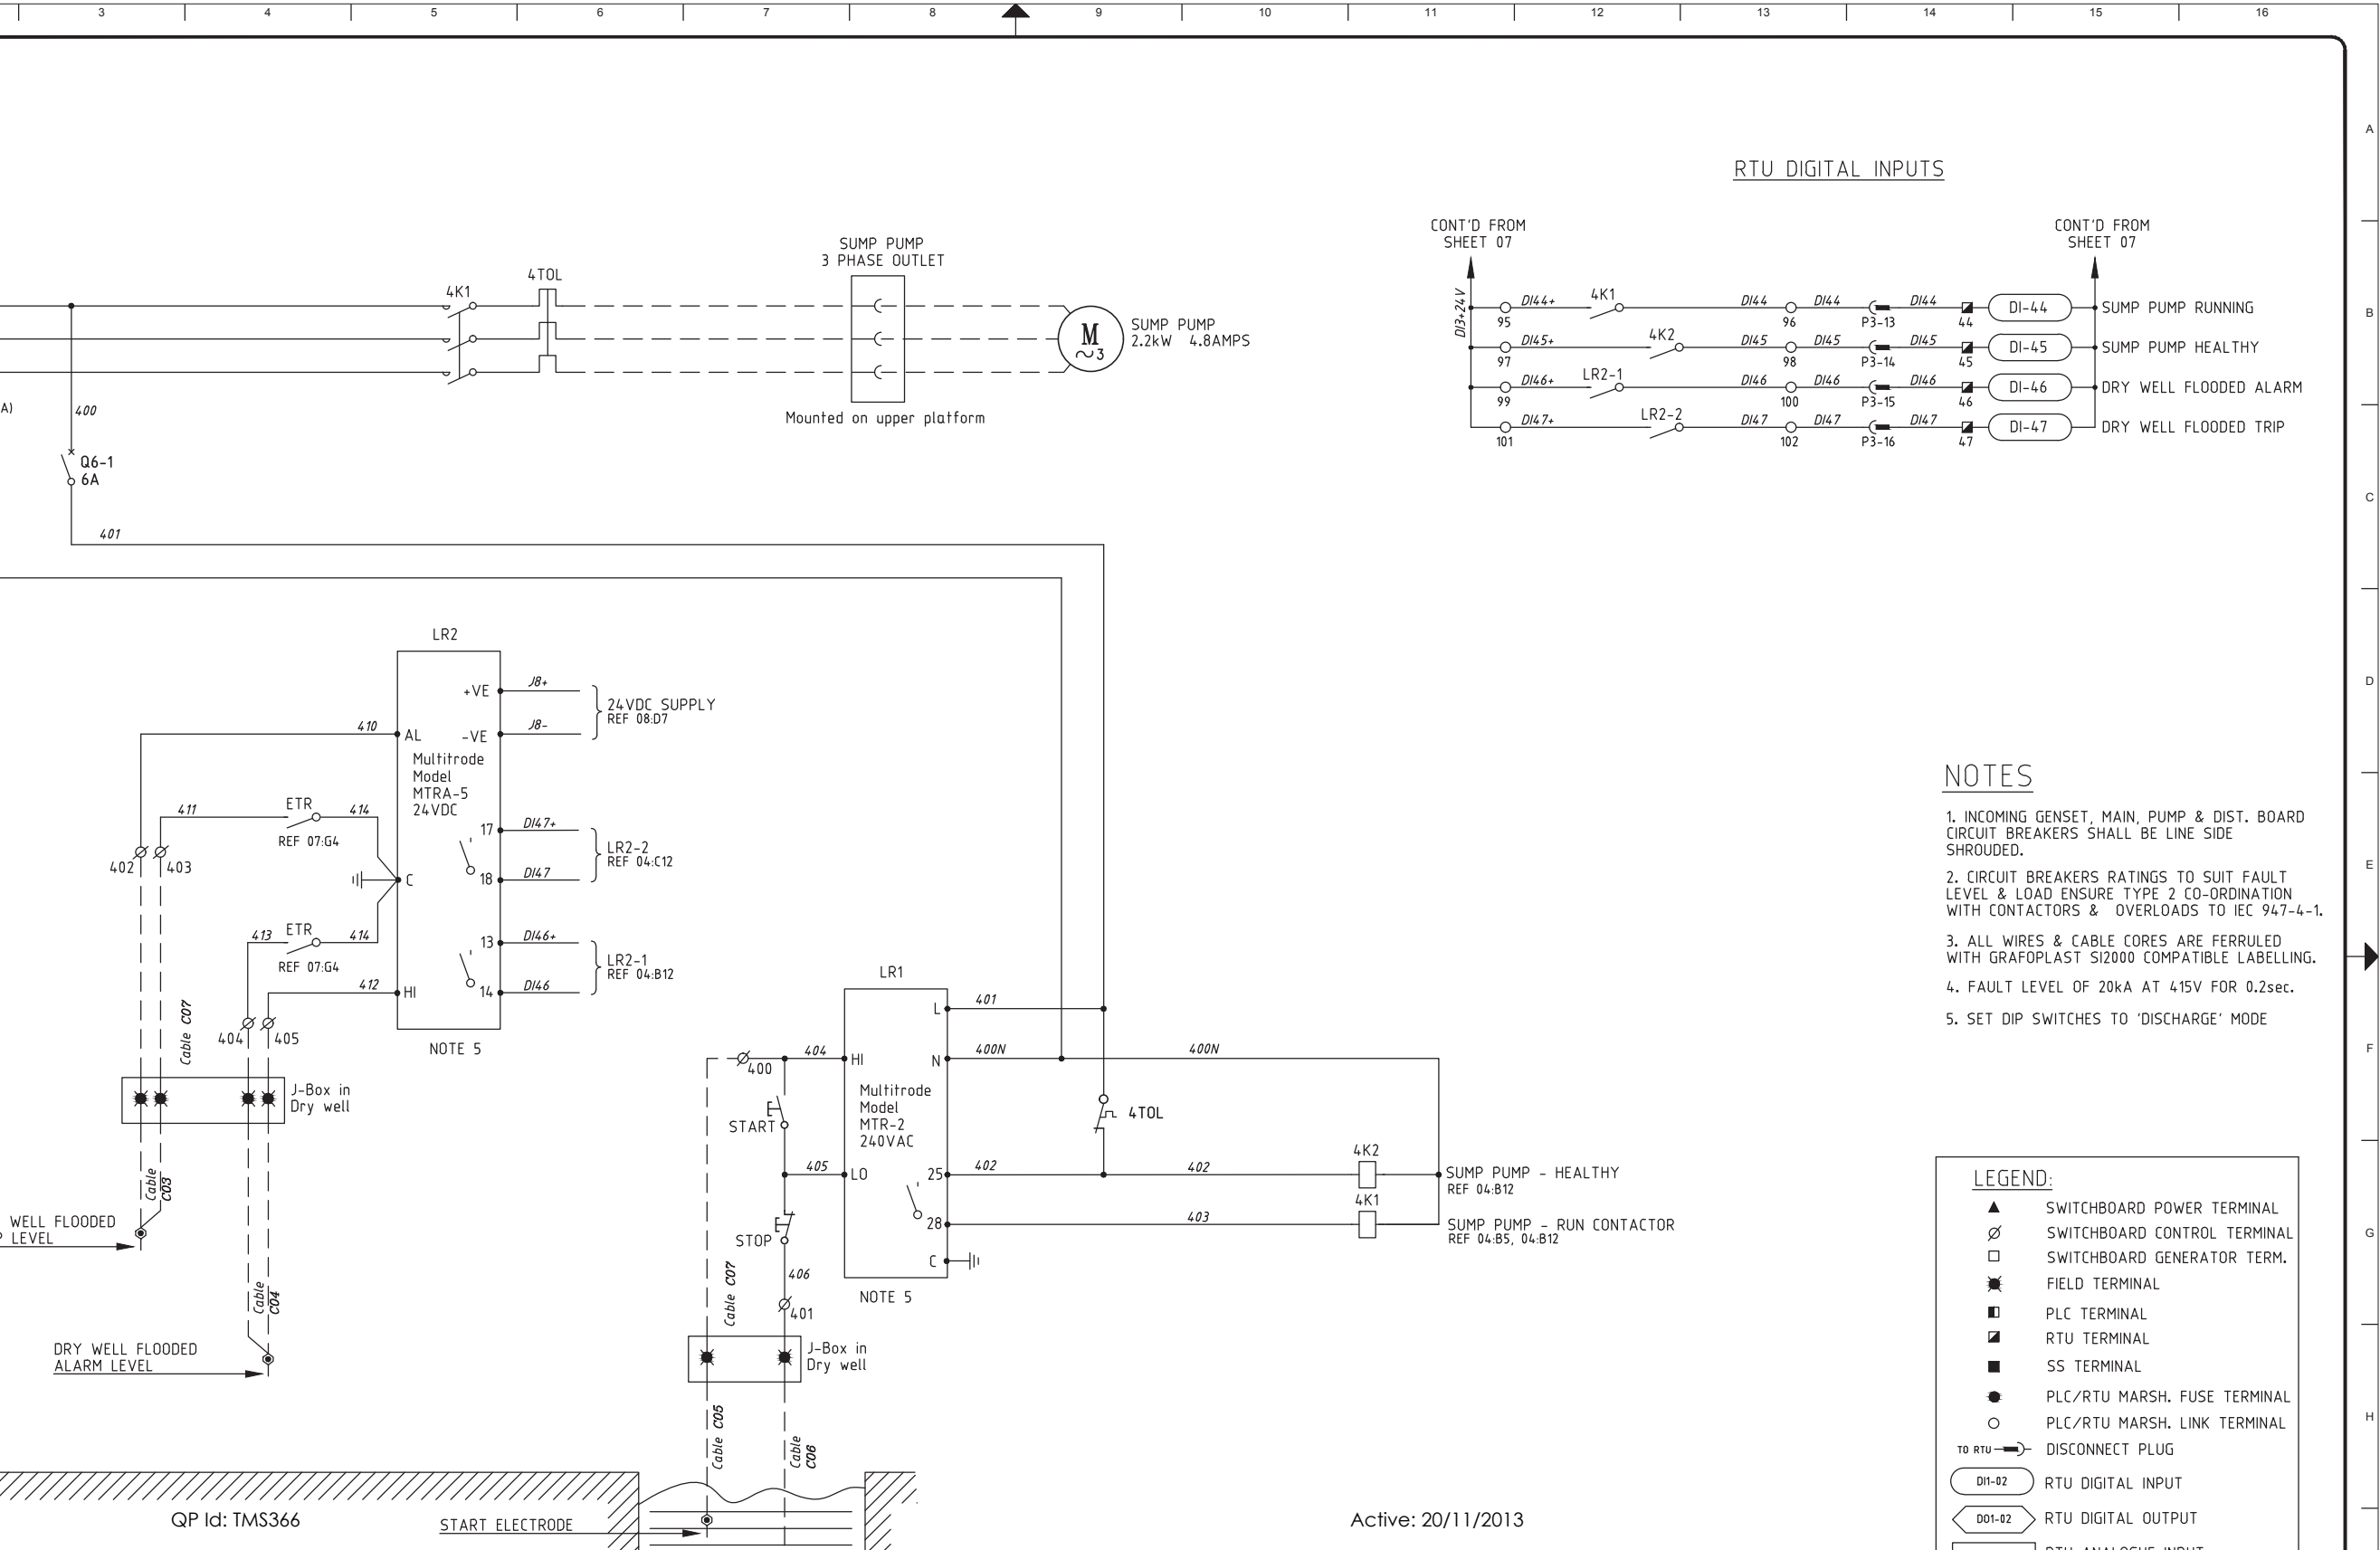 3 4 5 6 7 8 9 10 11 12 13 14 15 16
A
B
C
D
E
F
G
H
RTU DIGITAL INPUTS
CONT'D FROM
SHEET 07
CONT'D FROM
SHEET 07
DI3+24V
95 DI44+ 4K1 DI44 96 DI44 P3-13 DI44 44 DI-44 SUMP PUMP RUNNING
97 DI45+ 4K2 DI45 98 DI45 P3-14 DI45 45 DI-45 SUMP PUMP HEALTHY
99 DI46+ LR2-1 DI46 100 DI46 P3-15 DI46 46 DI-46 DRY WELL FLOODED ALARM
101 DI47+ LR2-2 DI47 102 DI47 P3-16 DI47 47 DI-47 DRY WELL FLOODED TRIP
SUMP PUMP
3 PHASE OUTLET
4K1
4TOL
M
~3
SUMP PUMP
2.2kW 4.8AMPS
Mounted on upper platform
A)
400
Q6-1
6A
401
LR2
+VE J8+
-VE J8-
24VDC SUPPLY
REF 08:D7
410 AL
Multitrode
Model
MTRA-5
24VDC
411 ETR 414
REF 07:G4
17 DI47+
18 DI47
LR2-2
REF 04:C12
402 403
C
413 ETR 414
REF 07:G4
13 DI46+
14 DI46
LR2-1
REF 04:B12
412 HI
404 405
NOTE 5
Cable C07
J-Box in
Dry well
Cable
C03
WELL FLOODED
P LEVEL
Cable
C04
DRY WELL FLOODED
ALARM LEVEL
LR1
L 401
404 HI
400
N 400N 400N
Multitrode
Model
MTR-2
240VAC
START
4TOL
405 LO
25 402 402 4K2
SUMP PUMP - HEALTHY
REF 04:B12
28 403 4K1
SUMP PUMP - RUN CONTACTOR
REF 04:B5, 04:B12
STOP
C
406
401
NOTE 5
Cable C07
J-Box in
Dry well
Cable C05
Cable
C06
START ELECTRODE
QP Id: TMS366
Active: 20/11/2013
NOTES
1. INCOMING GENSET, MAIN, PUMP & DIST. BOARD
CIRCUIT BREAKERS SHALL BE LINE SIDE
SHROUDED.
2. CIRCUIT BREAKERS RATINGS TO SUIT FAULT
LEVEL & LOAD ENSURE TYPE 2 CO-ORDINATION
WITH CONTACTORS & OVERLOADS TO IEC 947-4-1.
3. ALL WIRES & CABLE CORES ARE FERRULED
WITH GRAFOPLAST SI2000 COMPATIBLE LABELLING.
4. FAULT LEVEL OF 20kA AT 415V FOR 0.2sec.
5. SET DIP SWITCHES TO 'DISCHARGE' MODE
LEGEND:
SWITCHBOARD POWER TERMINAL
SWITCHBOARD CONTROL TERMINAL
SWITCHBOARD GENERATOR TERM.
FIELD TERMINAL
PLC TERMINAL
RTU TERMINAL
SS TERMINAL
PLC/RTU MARSH. FUSE TERMINAL
PLC/RTU MARSH. LINK TERMINAL
TO RTU DISCONNECT PLUG
DI1-02 RTU DIGITAL INPUT
DO1-02 RTU DIGITAL OUTPUT
RTU ANALOGUE INPUT